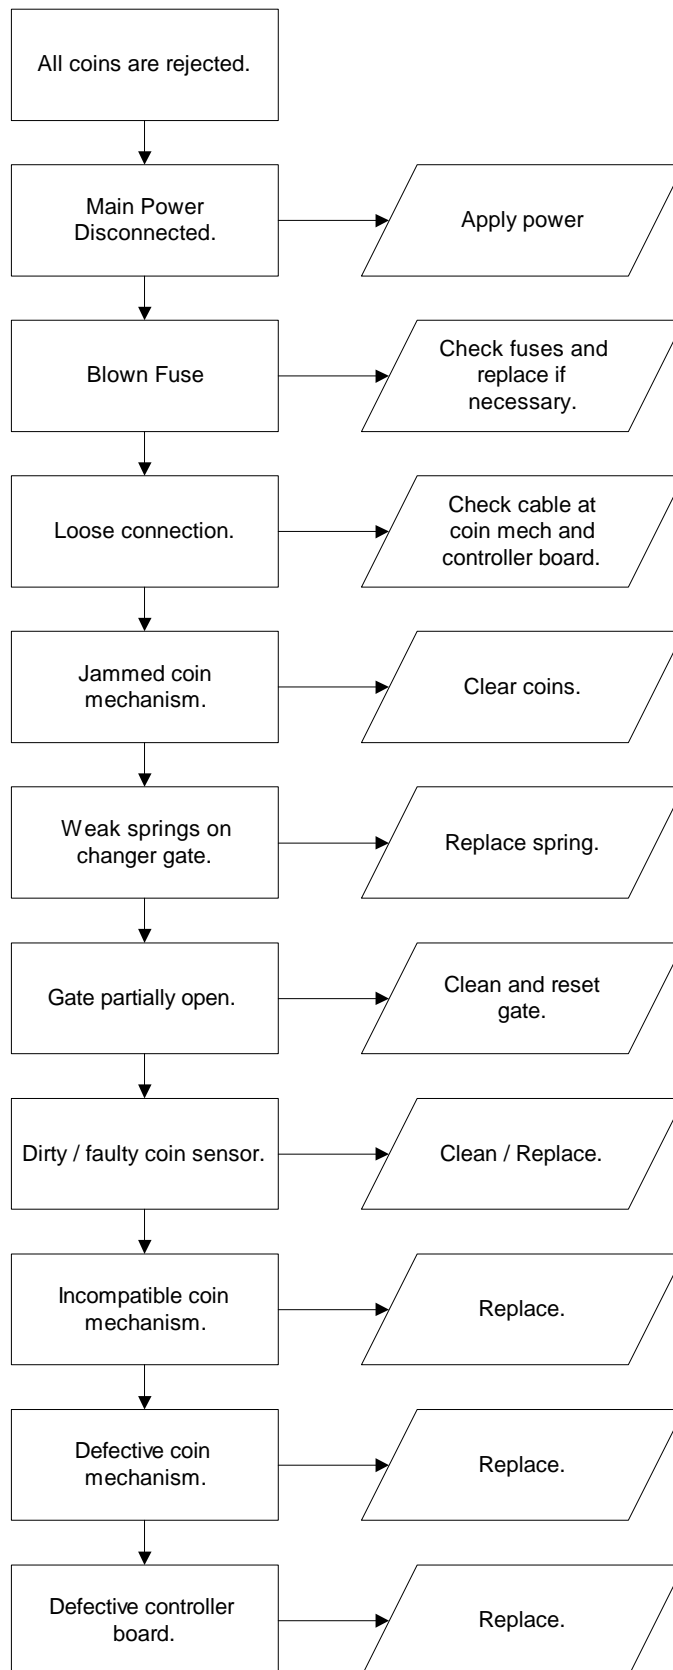 All coins are rejected.
Main Power
Disconnected.
Apply power
Blown Fuse
Check fuses and
replace if
necessary.
Loose connection.
Check cable at
coin mech and
controller board.
Jammed coin
mechanism.
Clear coins.
Weak springs on
changer gate.
Replace spring.
Gate partially open.
Clean and reset
gate.
Dirty / faulty coin sensor.
Clean / Replace.
Incompatible coin
mechanism.
Replace.
Defective coin
mechanism.
Replace.
Defective controller
board.
Replace.